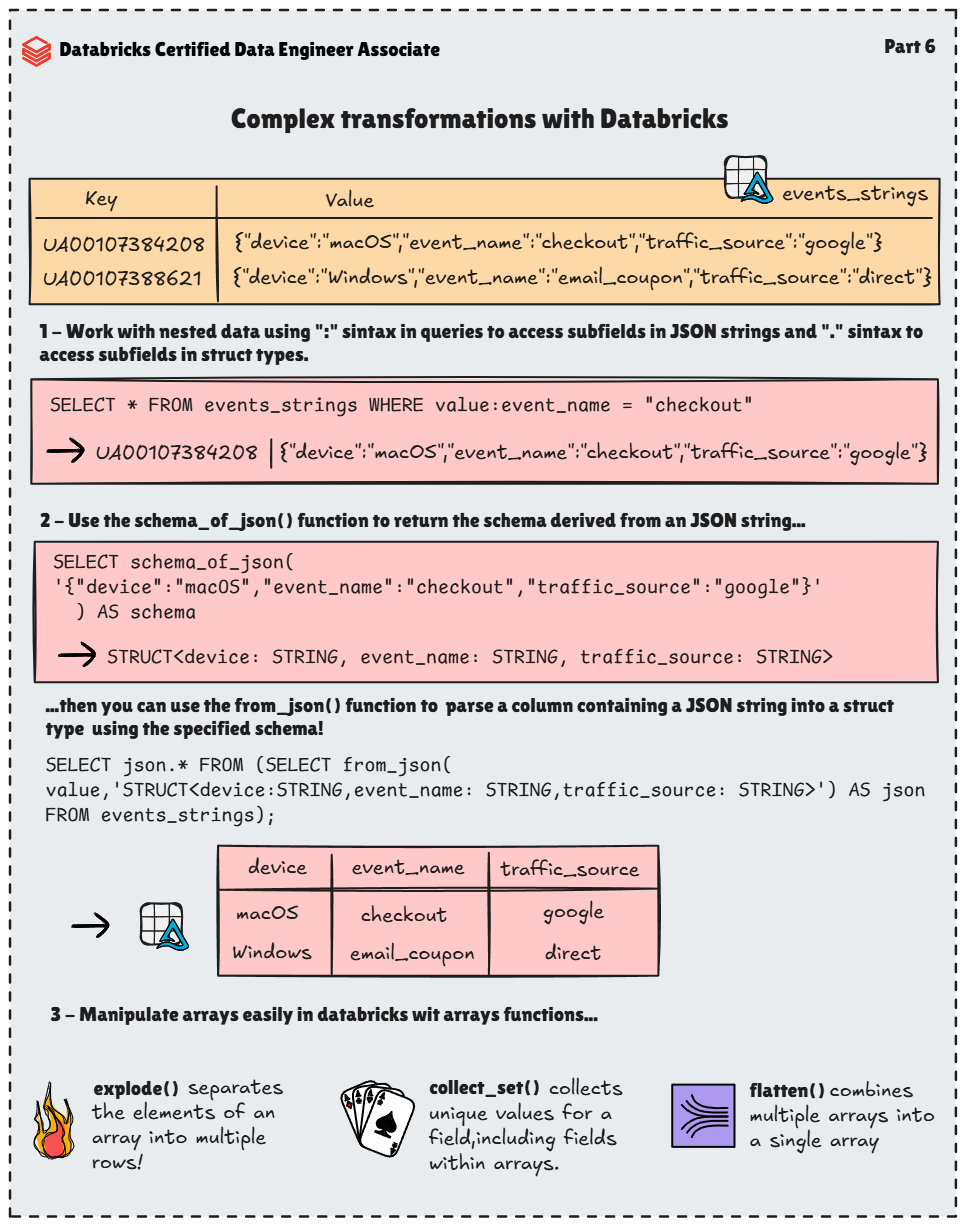 Databricks Certified Data Engineer Associate
Part 6
Complex transformations with Databricks
events_strings
Key Value
UA00107384208 {"device":"macOS","event_name":"checkout","traffic_source":"google"}
UA00107388621 {"device":"Windows","event_name":"email_coupon","traffic_source":"direct"}
1 - Work with nested data using ":" sintax in queries to access subfields in JSON strings and "." sintax to
access subfields in struct types.
SELECT * FROM events_strings WHERE value:event_name = "checkout"
UA00107384208 | {"device":"macOS","event_name":"checkout","traffic_source":"google"}
2 - Use the schema_of_json() function to return the schema derived from an JSON string...
SELECT schema_of_json(
'{"device":"macOS","event_name":"checkout","traffic_source":"google"}'
) AS schema
STRUCT<device: STRING, event_name: STRING, traffic_source: STRING>
...then you can use the from_json() function to parse a column containing a JSON string into a struct
type using the specified schema!
SELECT json.* FROM (SELECT from_json(
value,'STRUCT<device:STRING,event_name: STRING,traffic_source: STRING>') AS json
FROM events_strings);
device event_name traffic_source
macOS checkout google
Windows email_coupon direct
3 - Manipulate arrays easily in databricks wit arrays functions...
explode() separates
the elements of an
array into multiple
rows!
collect_set() collects
unique values for a
field,including fields
within arrays.
flatten() combines
multiple arrays into
a single array